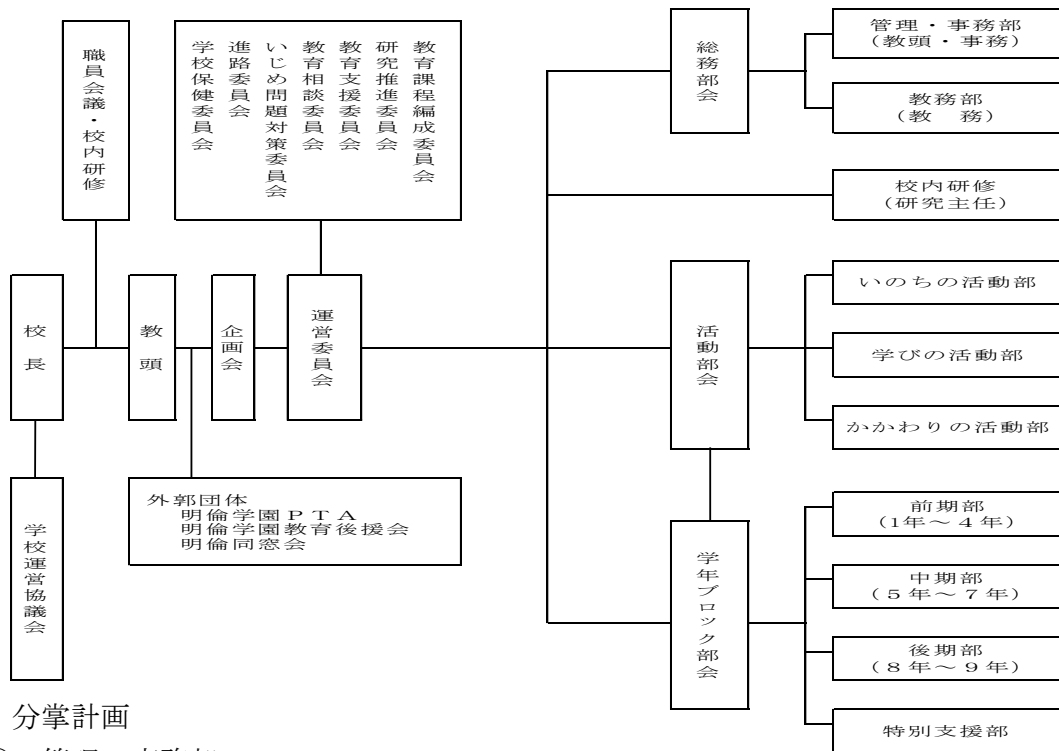 職員会議・校内研修
教育課程編成委員会
研究推進委員会
教育支援委員会
教育相談委員会
いじめ問題対策委員会
進路委員会
学校保健委員会
校長
教頭
企画会
運営委員会
学校運営協議会
外郭団体
明倫学園ＰＴＡ
明倫学園教育後援会
明倫同窓会
総務部会
管理・事務部
(教頭・事務)
教務部
(教　務)
校内研修
(研究主任)
活動部会
いのちの活動部
学びの活動部
かかわりの活動部
学年ブロック部会
前期部
(1年～４年)
中期部
(５年～７年)
後期部
(８年～９年)
特別支援部
分掌計画